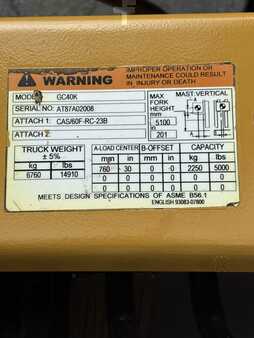 WARNING
IMPROPER OPERATION OR
MAINTENANCE COULD RESULT
IN INJURY OR DEATH
MODEL GC40K
SERIAL AT87A02008
ATTACH 1: CAS/60F-RC-23B
ATTACH 2:
MAX
FORK
HEIGHT
mm
5100
in
201
MAST, VERTICAL
TRUCK WEIGHT
± 5%
kg lbs
6760 14910
A-LOAD CENTER B-OFFSET CAPACITY
mm in mm in kg lbs
760 30 0 0 2250 5000
0 0 0 0 0 0
0 0 0 0 0 0
MEETS DESIGN SPECIFICATIONS OF ASME B56.1
ENGLISH 93083-07800